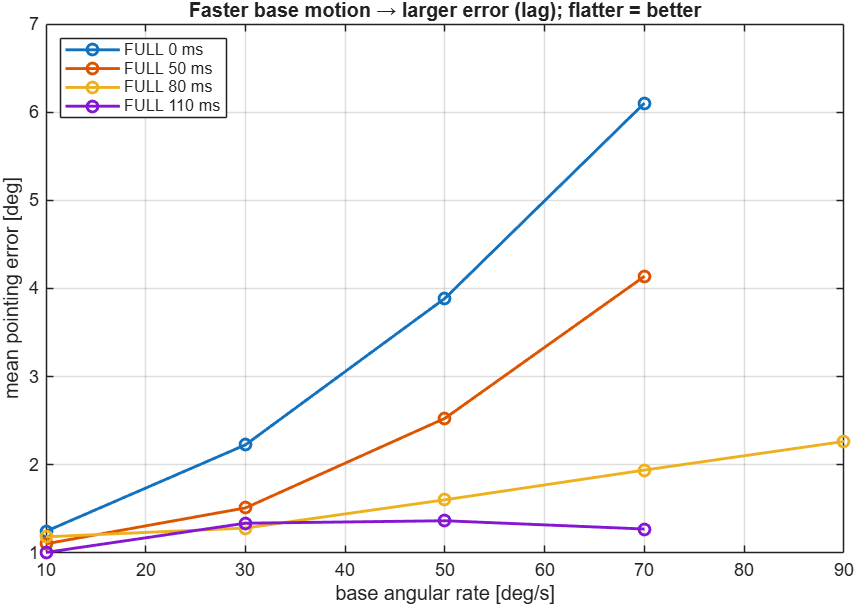 Faster base motion → larger error (lag); flatter = better
7
6
5
4
3
2
1
FULL 0 ms
FULL 50 ms
FULL 80 ms
FULL 110 ms
mean pointing error [deg]
10 20 30 40 50 60 70 80 90
base angular rate [deg/s]